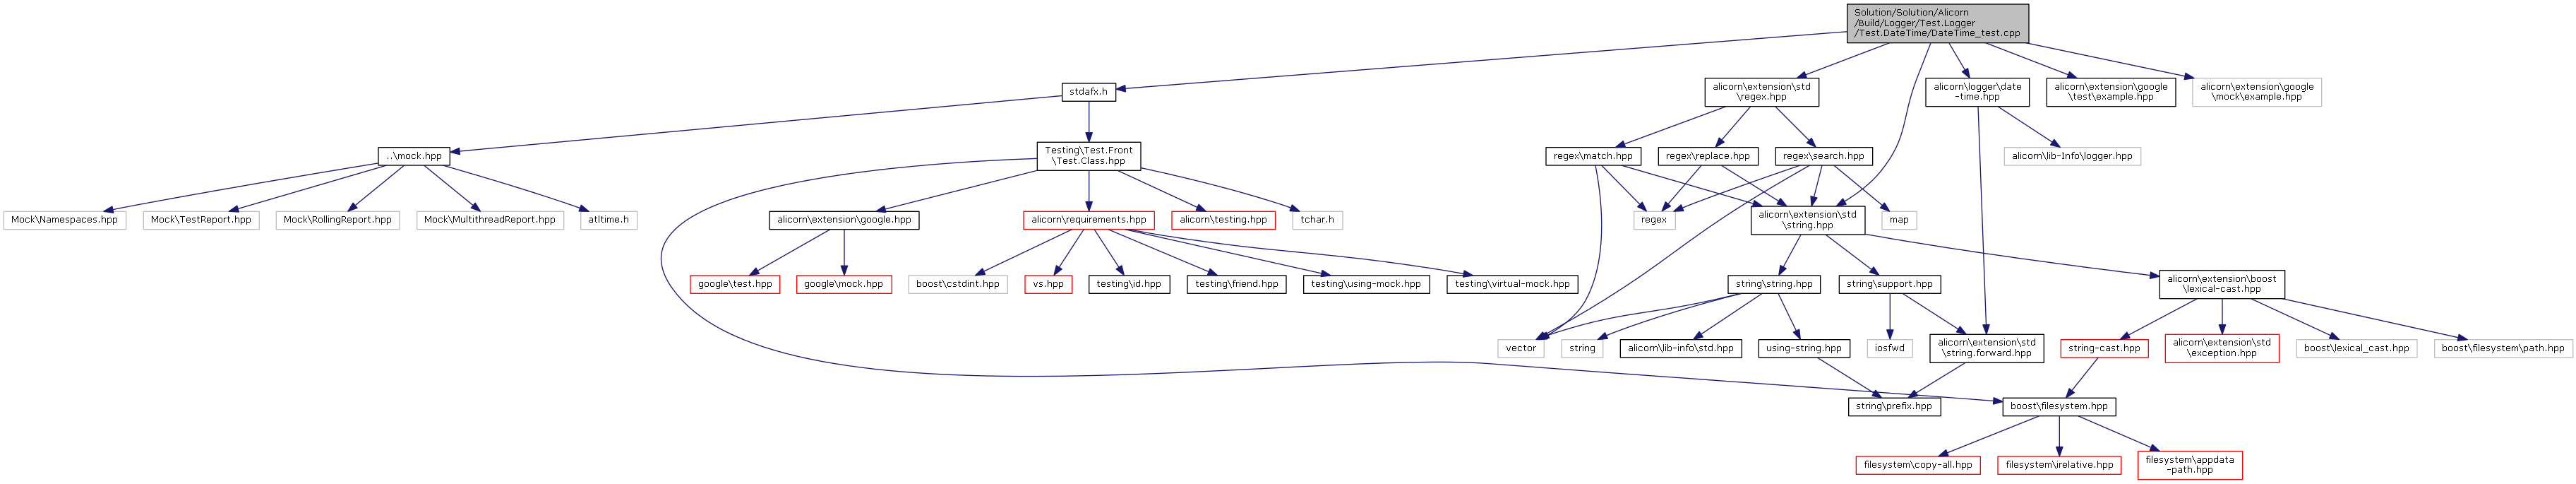 Solution/Solution/Alicorn
/Build/Logger/Test.Logger
/Test.DateTime/DateTime_test.cpp
stdafx.h
alicorn\extension\std
\regex.hpp
alicorn\logger\date
-time.hpp
alicorn\extension\google
\test\example.hpp
alicorn\extension\google
\mock\example.hpp
..\mock.hpp
Testing\Test.Front
\Test.Class.hpp
regex\match.hpp
regex\replace.hpp
regex\search.hpp
alicorn\lib-Info\logger.hpp
Mock\Namespaces.hpp
Mock\TestReport.hpp
Mock\RollingReport.hpp
Mock\MultithreadReport.hpp
atltime.h
alicorn\extension\google.hpp
alicorn\requirements.hpp
alicorn\testing.hpp
tchar.h
regex
alicorn\extension\std
\string.hpp
map
google\test.hpp
google\mock.hpp
boost\cstdint.hpp
vs.hpp
testing\id.hpp
testing\friend.hpp
testing\using-mock.hpp
testing\virtual-mock.hpp
string\string.hpp
string\support.hpp
alicorn\extension\boost
\lexical-cast.hpp
vector
string
alicorn\lib-info\std.hpp
using-string.hpp
iosfwd
alicorn\extension\std
\string.forward.hpp
string-cast.hpp
alicorn\extension\std
\exception.hpp
boost\lexical_cast.hpp
boost\filesystem\path.hpp
string\prefix.hpp
boost\filesystem.hpp
filesystem\copy-all.hpp
filesystem\irelative.hpp
filesystem\appdata
-path.hpp